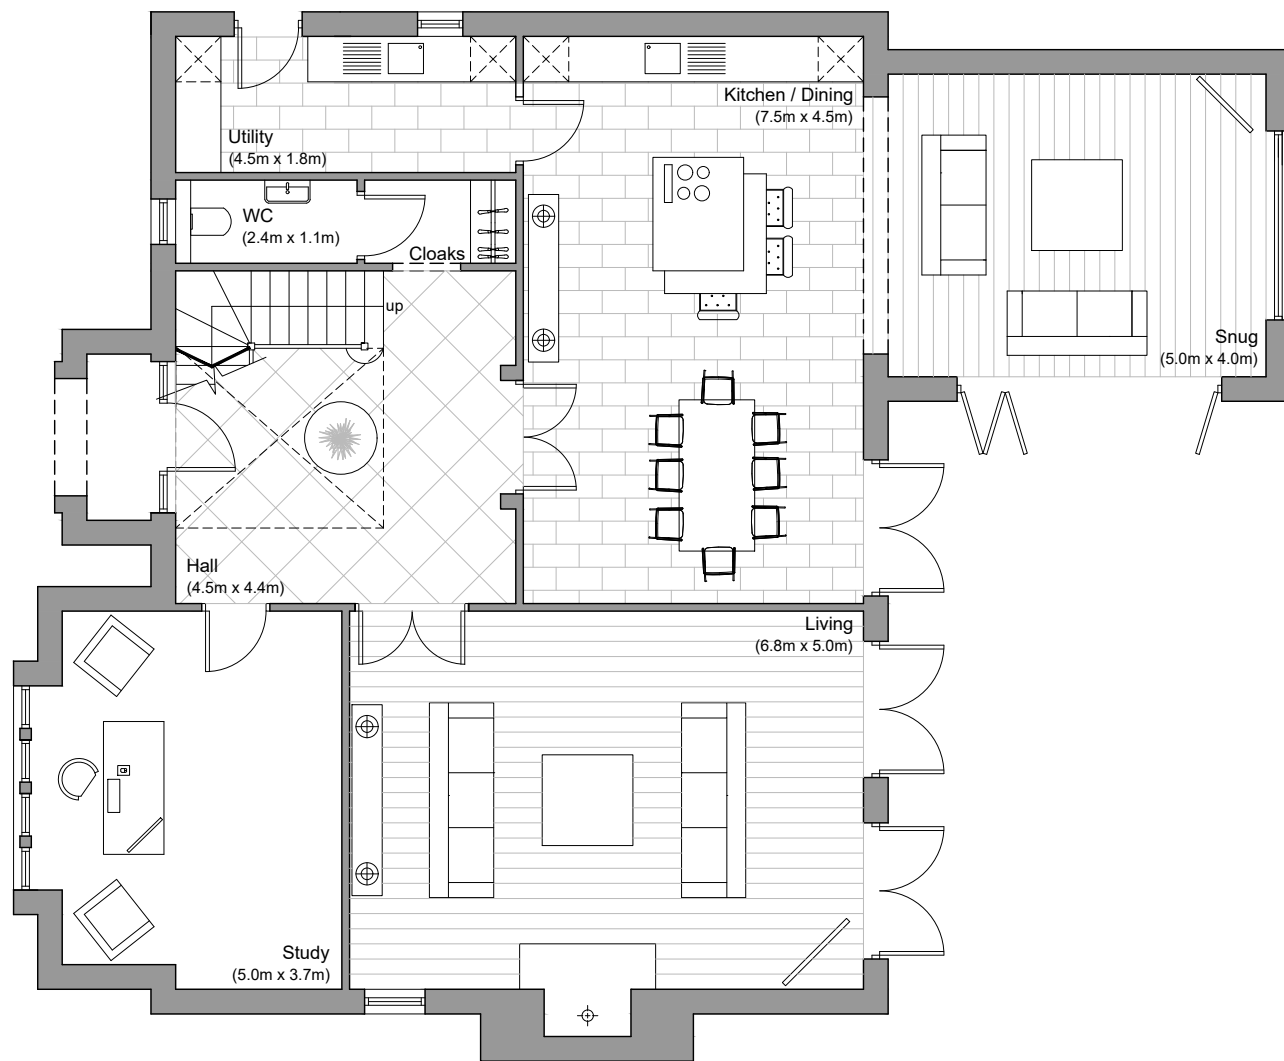 Kitchen / Dining
(7.5m x 4.5m)
Utility
(4.5m x 1.8m)
WC
(2.4m x 1.1m)
Cloaks
up
Snug
(5.0m x 4.0m)
Hall
(4.5m x 4.4m)
Living
(6.8m x 5.0m)
Study
(5.0m x 3.7m)